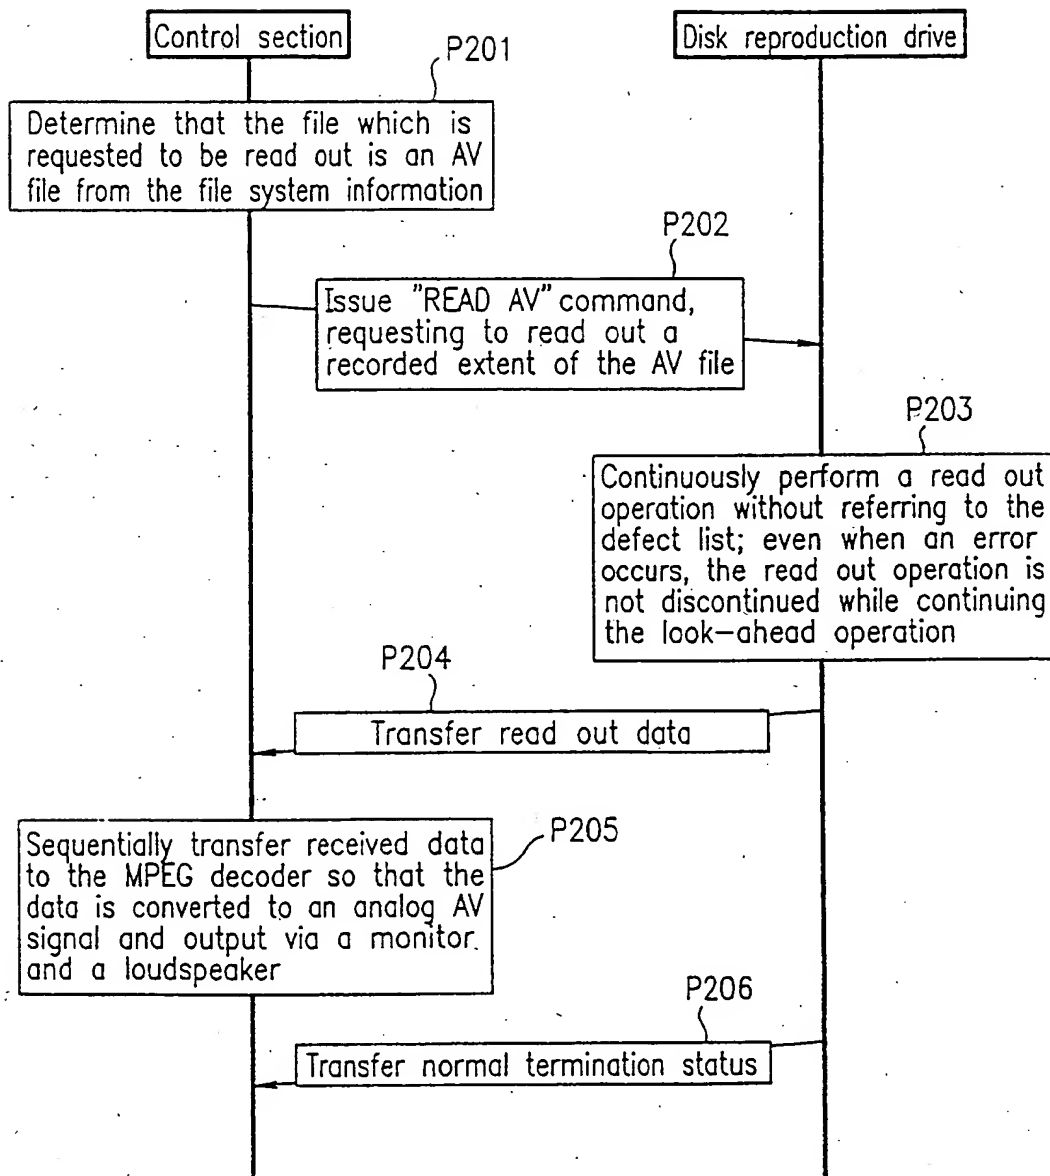 Control section
Disk reproduction drive
P201
Determine that the file which is
requested to be read out is an AV
file from the file system information
P202
Issue "READ AV" command,
requesting to read out a
recorded extent of the AV file
P203
Continuously perform a read out
operation without referring to the
defect list; even when an error
occurs, the read out operation is
not discontinued while continuing
the look-ahead operation
P204
Transfer read out data
P205
Sequentially transfer received data
to the MPEG decoder so that the
data is converted to an analog AV
signal and output via a monitor
and a loudspeaker
P206
Transfer normal termination status